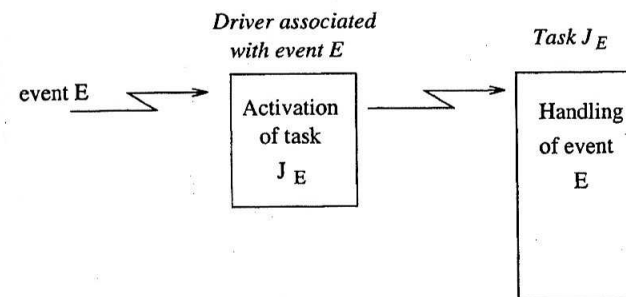 Driver associated
with event E
Task J E
event E
Activation
of task
J E
Handling
of event
E